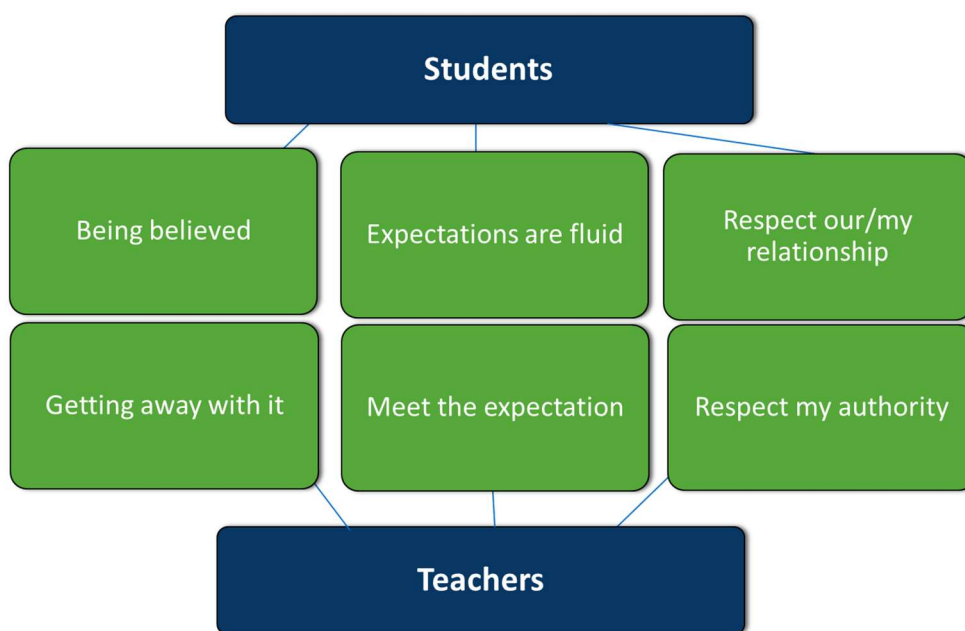 Students
Being believed
Expectations are fluid
Respect our/my
relationship
Getting away with it
Meet the expectation
Respect my authority
Teachers